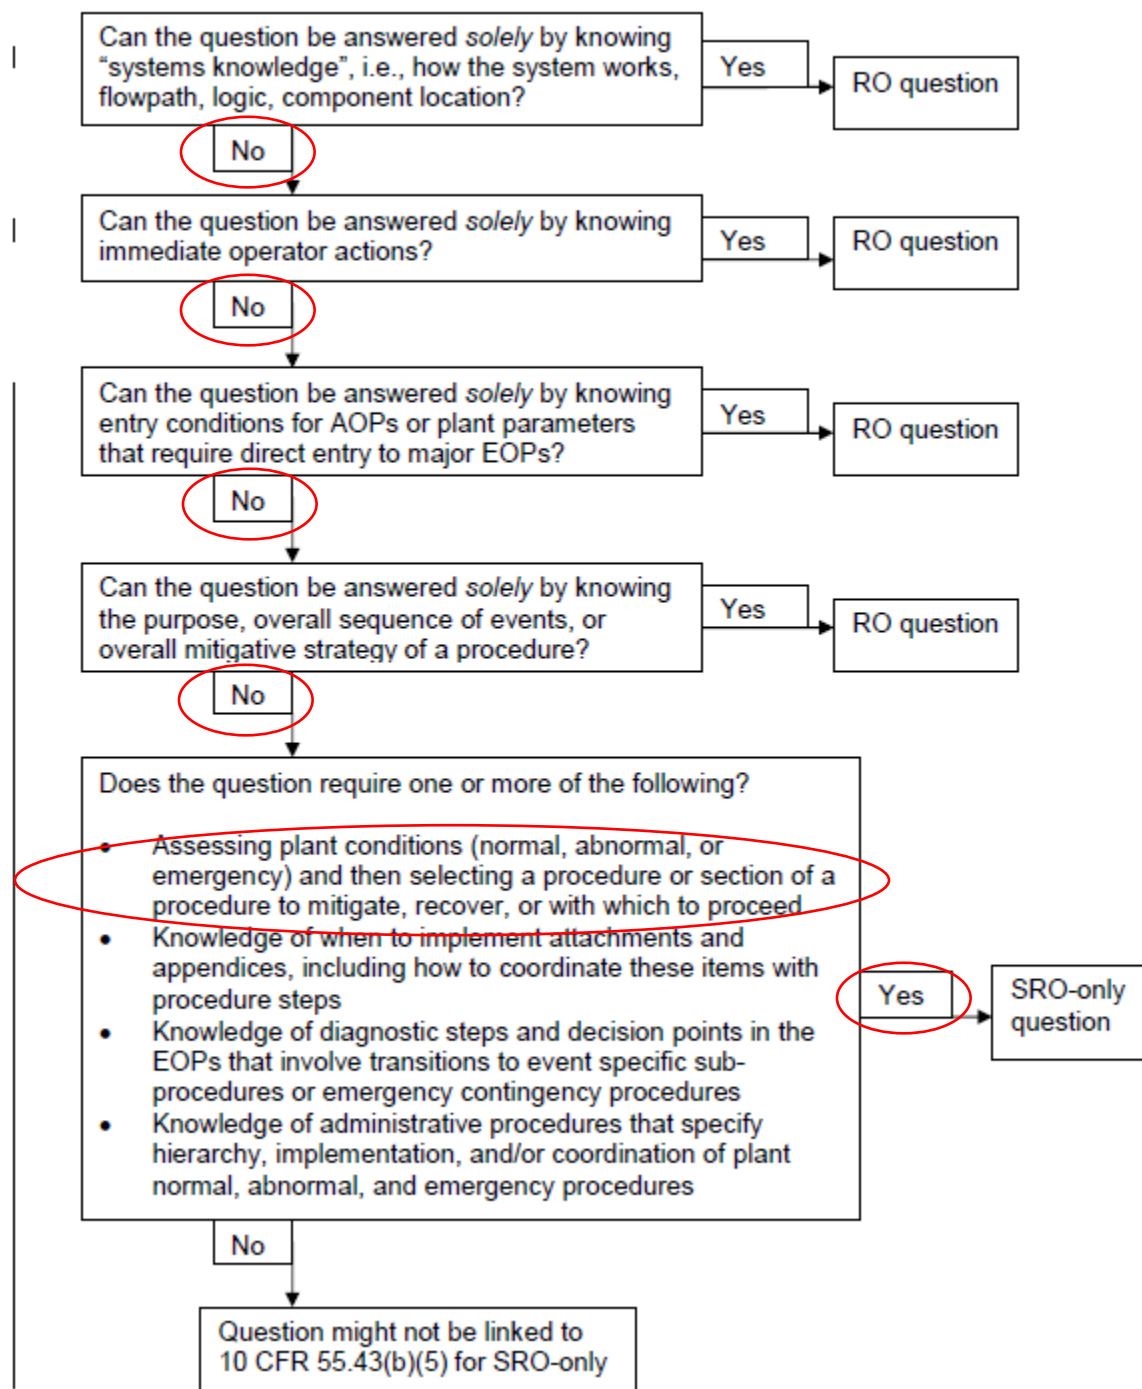 Can the question be answered solely by knowing
“systems knowledge”, i.e., how the system works,
flowpath, logic, component location?
Yes
RO question
No
Can the question be answered solely by knowing
immediate operator actions?
Yes
RO question
No
Can the question be answered solely by knowing
entry conditions for AOPs or plant parameters
that require direct entry to major EOPs?
Yes
RO question
No
Can the question be answered solely by knowing
the purpose, overall sequence of events, or
overall mitigative strategy of a procedure?
Yes
RO question
No
Does the question require one or more of the following?
• Assessing plant conditions (normal, abnormal, or
emergency) and then selecting a procedure or section of a
procedure to mitigate, recover, or with which to proceed
• Knowledge of when to implement attachments and
appendices, including how to coordinate these items with
procedure steps
• Knowledge of diagnostic steps and decision points in the
EOPs that involve transitions to event specific sub-
procedures or emergency contingency procedures
• Knowledge of administrative procedures that specify
hierarchy, implementation, and/or coordination of plant
normal, abnormal, and emergency procedures
Yes
SRO-only
question
No
Question might not be linked to
10 CFR 55.43(b)(5) for SRO-only